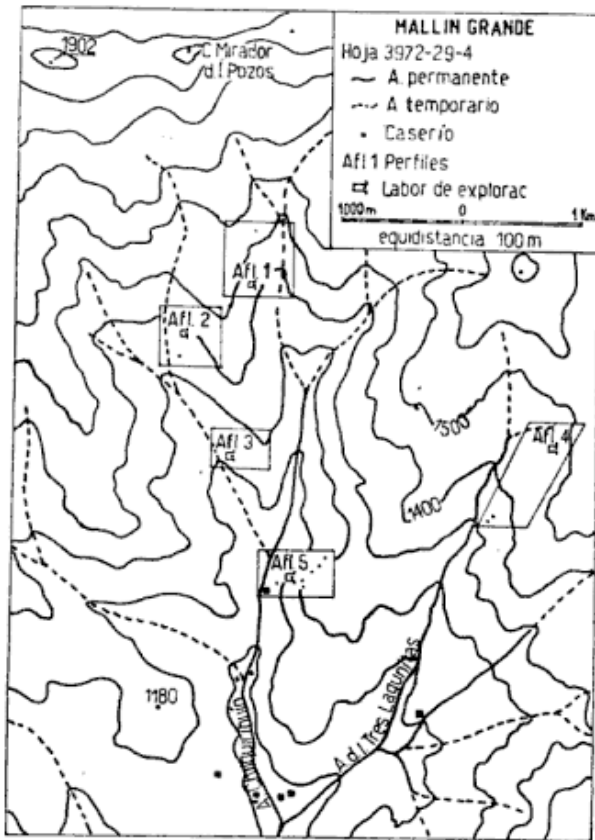 MALLIN GRANDE
Hoja 3972-29-4
A. permanente
A. temporario
Caserío
Afl 1 Perfiles
Labor de explorac
1000 m 0 1 Km
equidistancia 100 m
1902
C. Mirador
d. l. Pozos
Afl. 1
Afl. 2
Afl. 3
Afl. 4
1500
1400
Afl. 5
1180
A. d. l. Tres Lagunitas